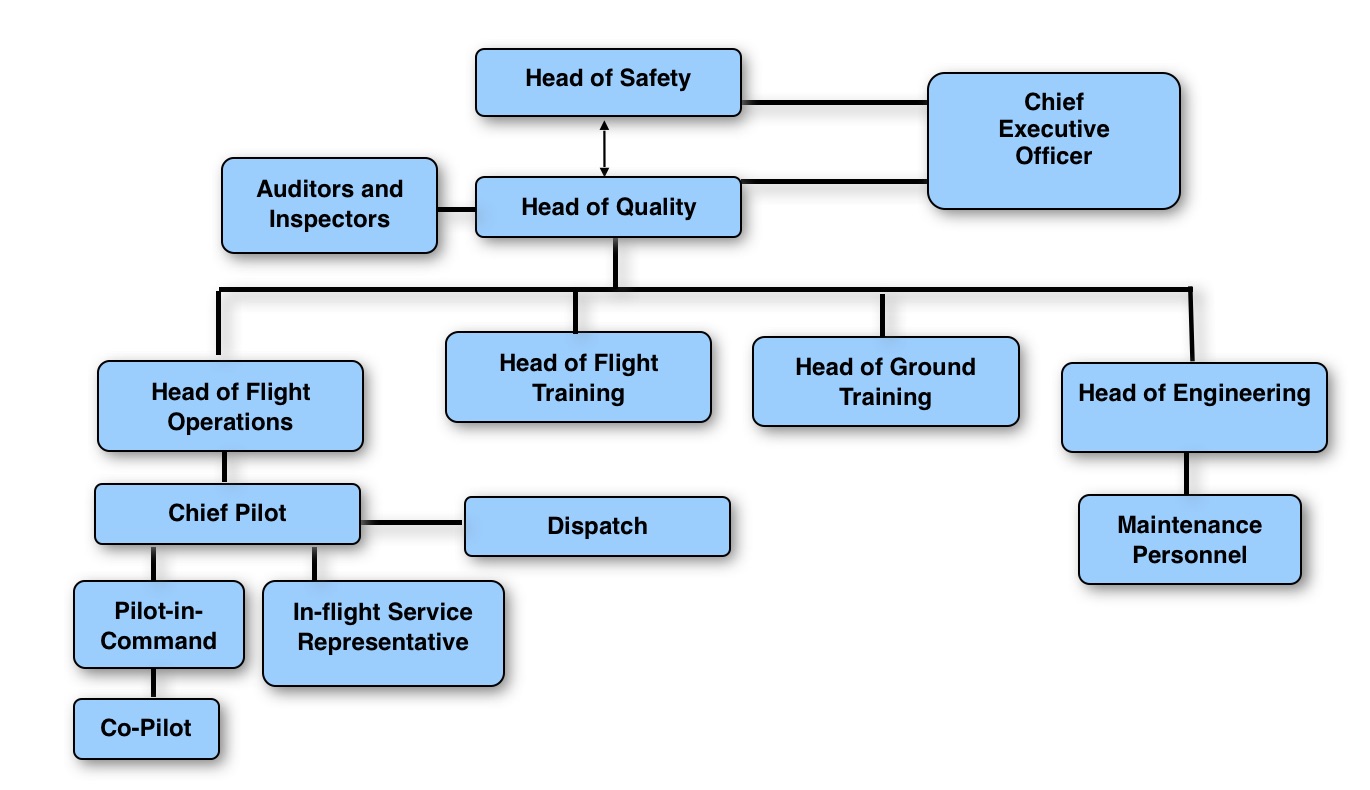 Head of Safety
Chief
Executive
Officer
Auditors and
Inspectors
Head of Quality
Head of Flight
Operations
Head of Flight
Training
Head of Ground
Training
Head of Engineering
Chief Pilot
Dispatch
Maintenance
Personnel
Pilot-in-
Command
In-flight Service
Representative
Co-Pilot